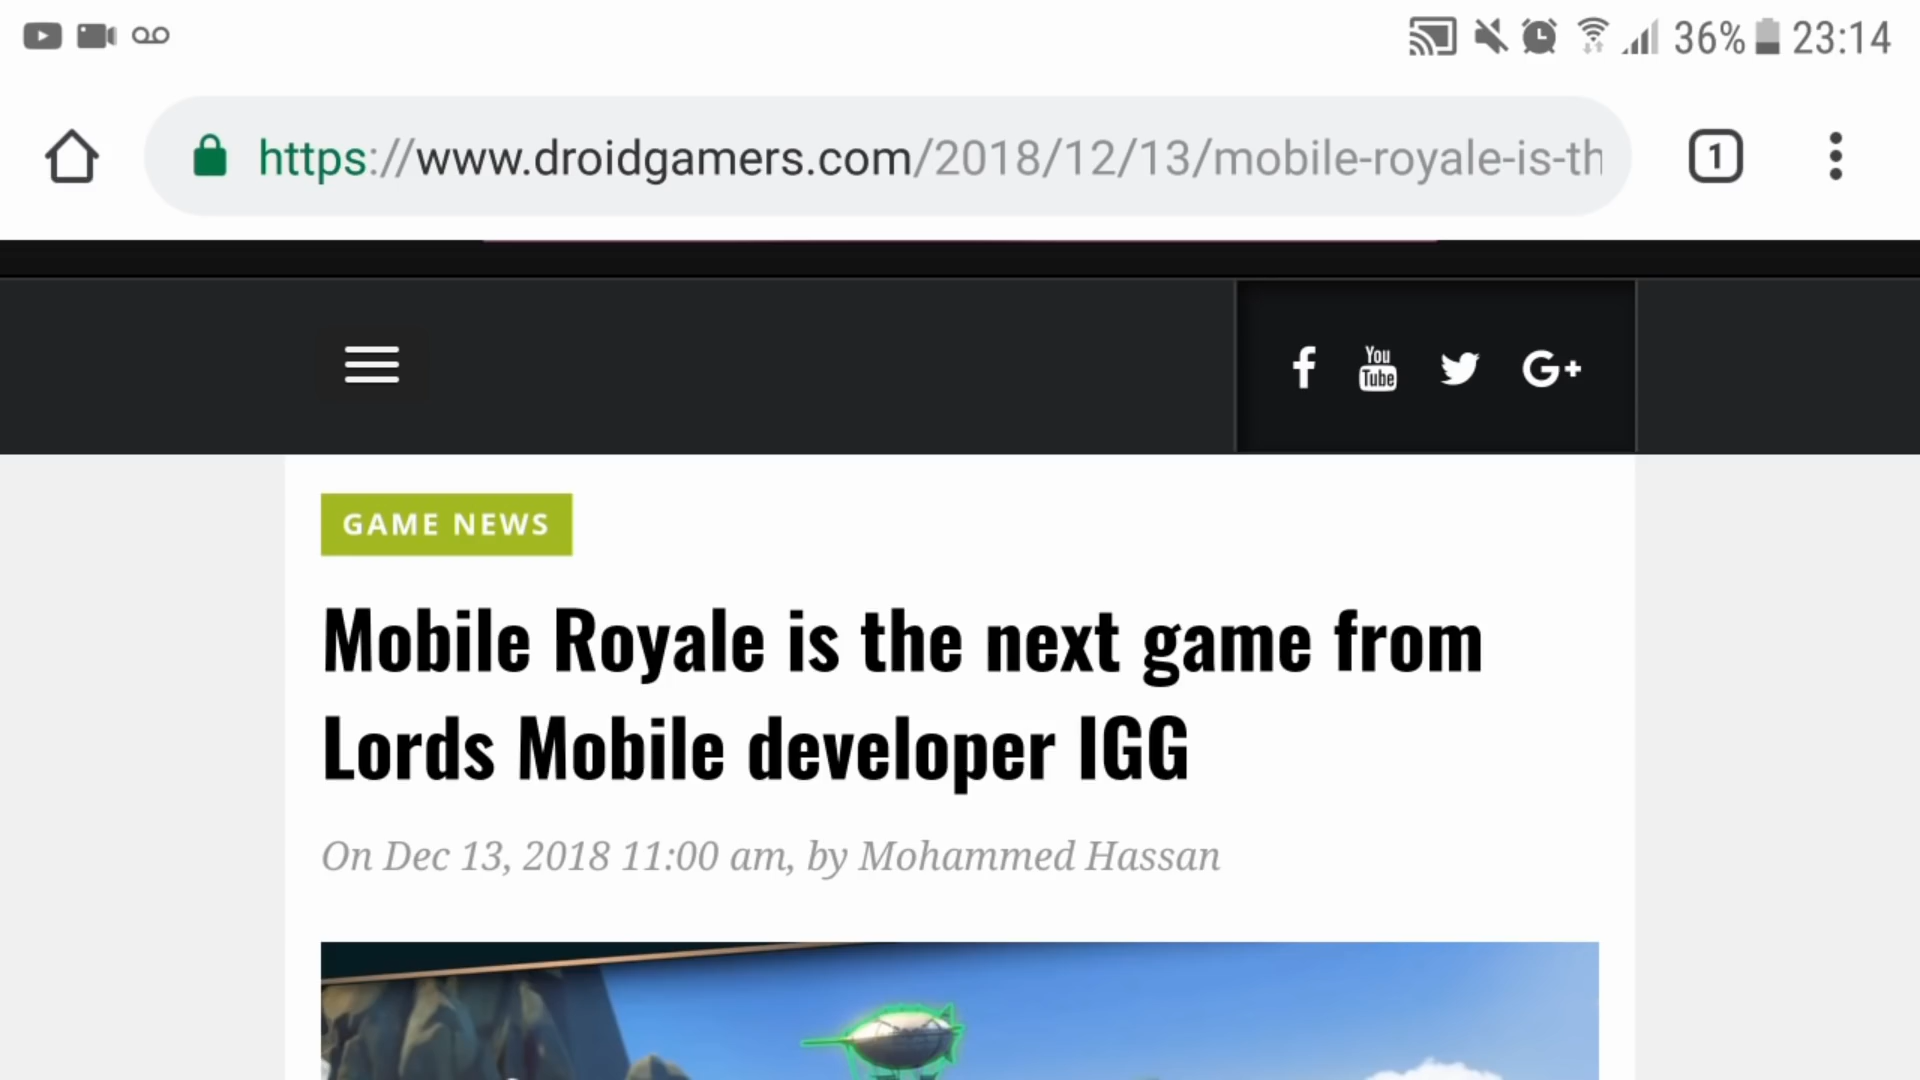 36% 23:14
https://www.droidgamers.com/2018/12/13/mobile-royale-is-th
1
You
Tube
G+
GAME NEWS
Mobile Royale is the next game from
Lords Mobile developer IGG
On Dec 13, 2018 11:00 am, by Mohammed Hassan